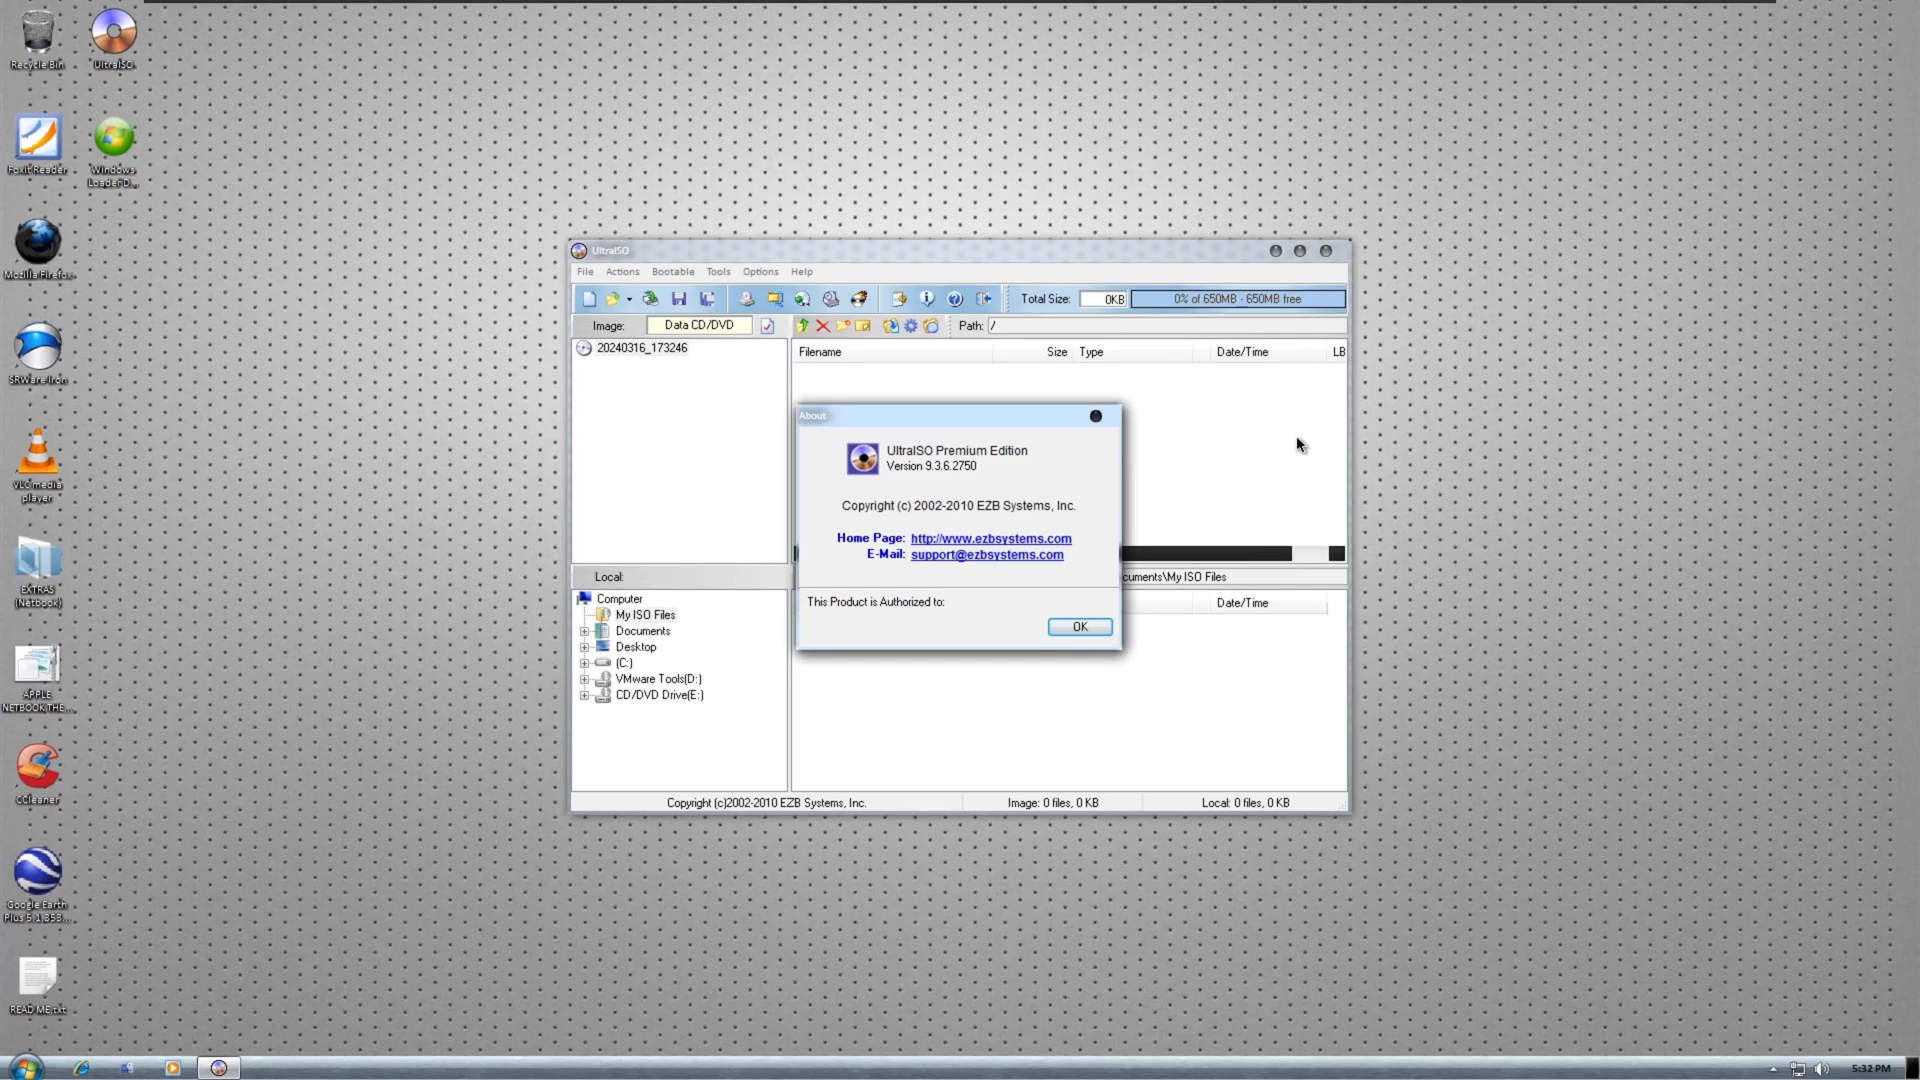 Recycle Bin
UltraISO
Foxit Reader
Windows
Loader D...
Mozilla Firefox
SRWare Iron
VLC media
player
EXTRAS
(Netbook)
APPLE
NETBOOK THE...
CCleaner
Google Earth
Plus 5.1.353...
READ ME.txt
UltraISO
File Actions Bootable Tools Options Help
Total Size: 0KB 0% of 650MB - 650MB free
Image: Data CD/DVD Path: /
20240316_173246
Filename Size Type Date/Time LB
About
UltraISO Premium Edition
Version 9.3.6.2750
Copyright (c) 2002-2010 EZB Systems, Inc.
Home Page: http://www.ezbsystems.com
E-Mail: support@ezbsystems.com
This Product is Authorized to:
OK
Local: cuments\My ISO Files
Date/Time
Computer
My ISO Files
Documents
Desktop
(C:)
VMware Tools(D:)
CD/DVD Drive(E:)
Copyright (c)2002-2010 EZB Systems, Inc. Image: 0 files, 0 KB Local: 0 files, 0 KB
5:32 PM